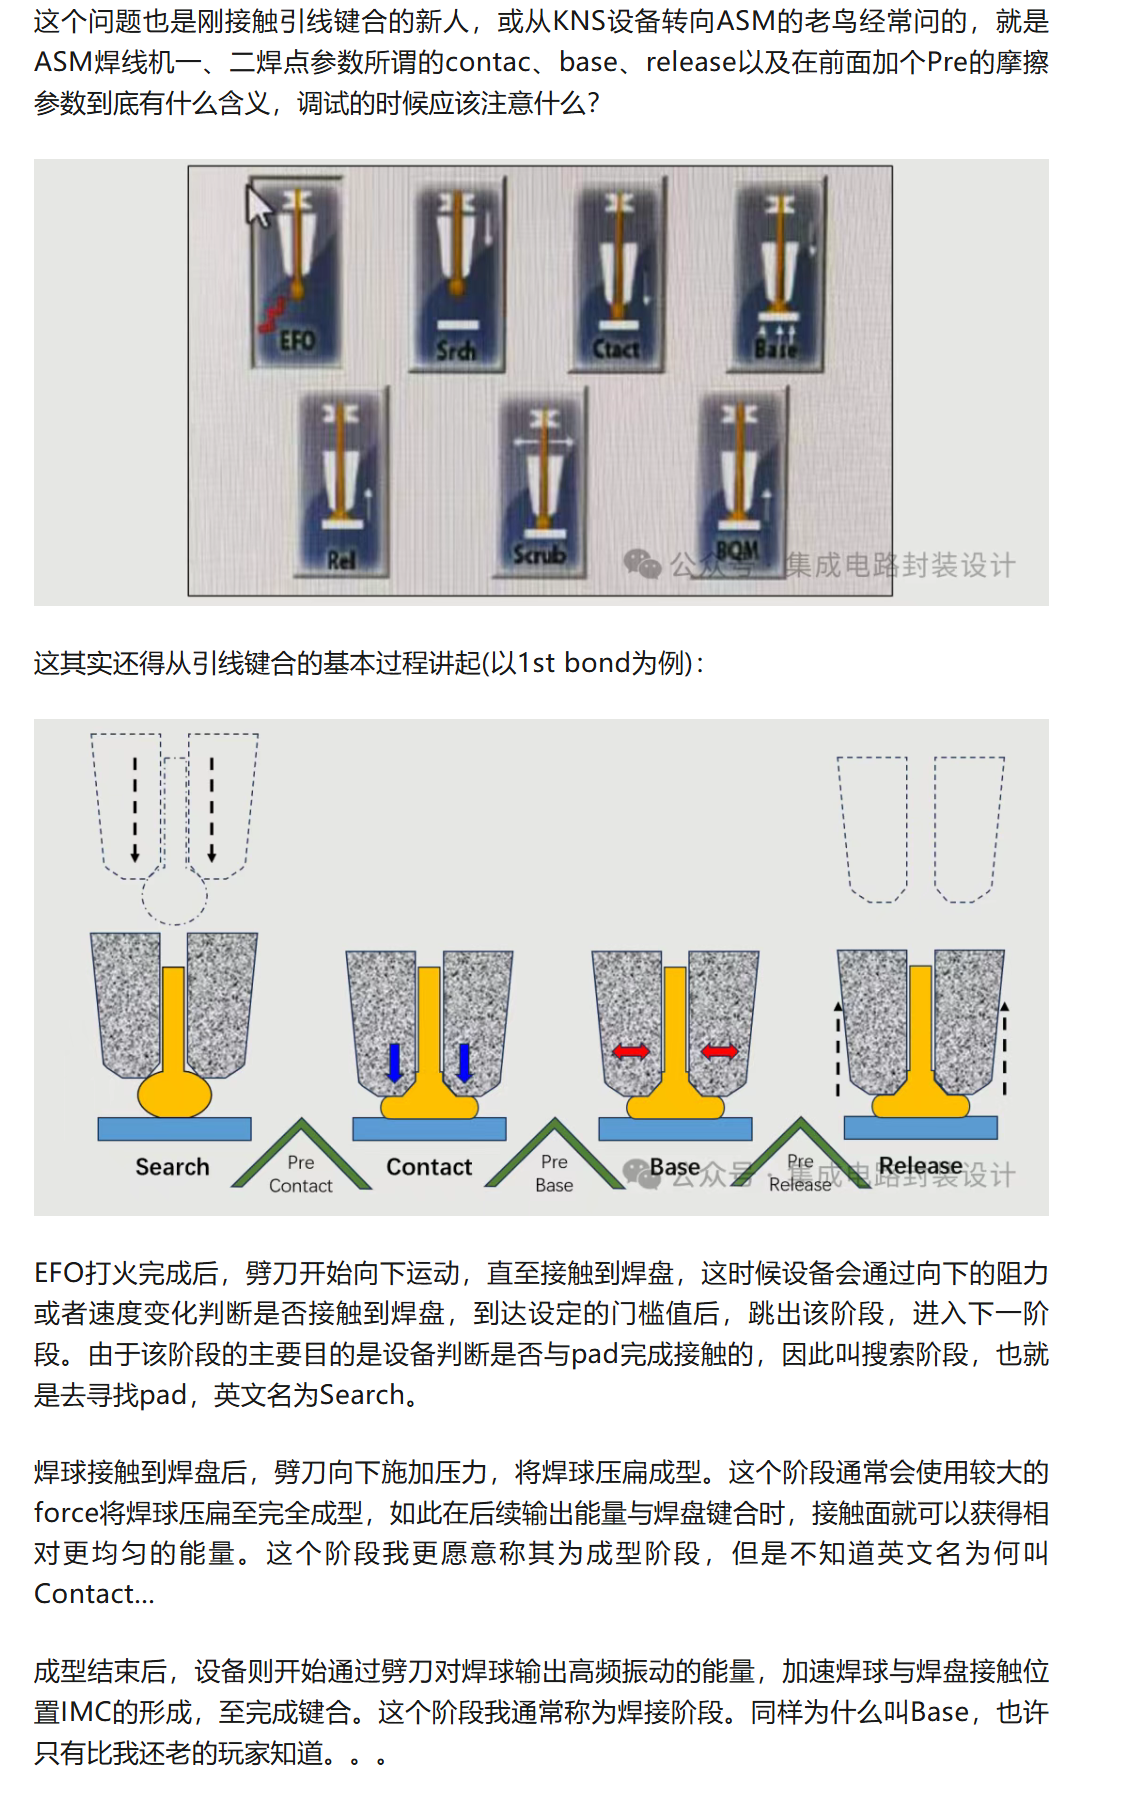 这个问题也是刚接触引线键合的新人，或从KNS设备转向ASM的老鸟经常问的，就是
ASM焊线机一、二焊点参数所谓的contac、base、release以及在前面加个Pre的摩擦
参数到底有什么含义，调试的时候应该注意什么？
EFO
Srch
Ctact
Base
Rel
Scrub
BQM
公众号·集成电路封装设计
这其实还得从引线键合的基本过程讲起(以1st bond为例)：
Search
Pre
Contact
Contact
Pre
Base
Base
Pre
Release
Release
公众号·集成电路封装设计
EFO打火完成后，劈刀开始向下运动，直至接触到焊盘，这时候设备会通过向下的阻力
或者速度变化判断是否接触到焊盘，到达设定的门槛值后，跳出该阶段，进入下一阶
段。由于该阶段的主要目的是设备判断是否与pad完成接触的，因此叫搜索阶段，也就
是去寻找pad，英文名为Search。
焊球接触到焊盘后，劈刀向下施加压力，将焊球压扁成型。这个阶段通常会使用较大的
force将焊球压扁至完全成型，如此在后续输出能量与焊盘键合时，接触面就可以获得相
对更均匀的能量。这个阶段我更愿意称其为成型阶段，但是不知道英文名为何叫
Contact...
成型结束后，设备则开始通过劈刀对焊球输出高频振动的能量，加速焊球与焊盘接触位
置IMC的形成，至完成键合。这个阶段我通常称为焊接阶段。同样为什么叫Base，也许
只有比我还老的玩家知道。。。